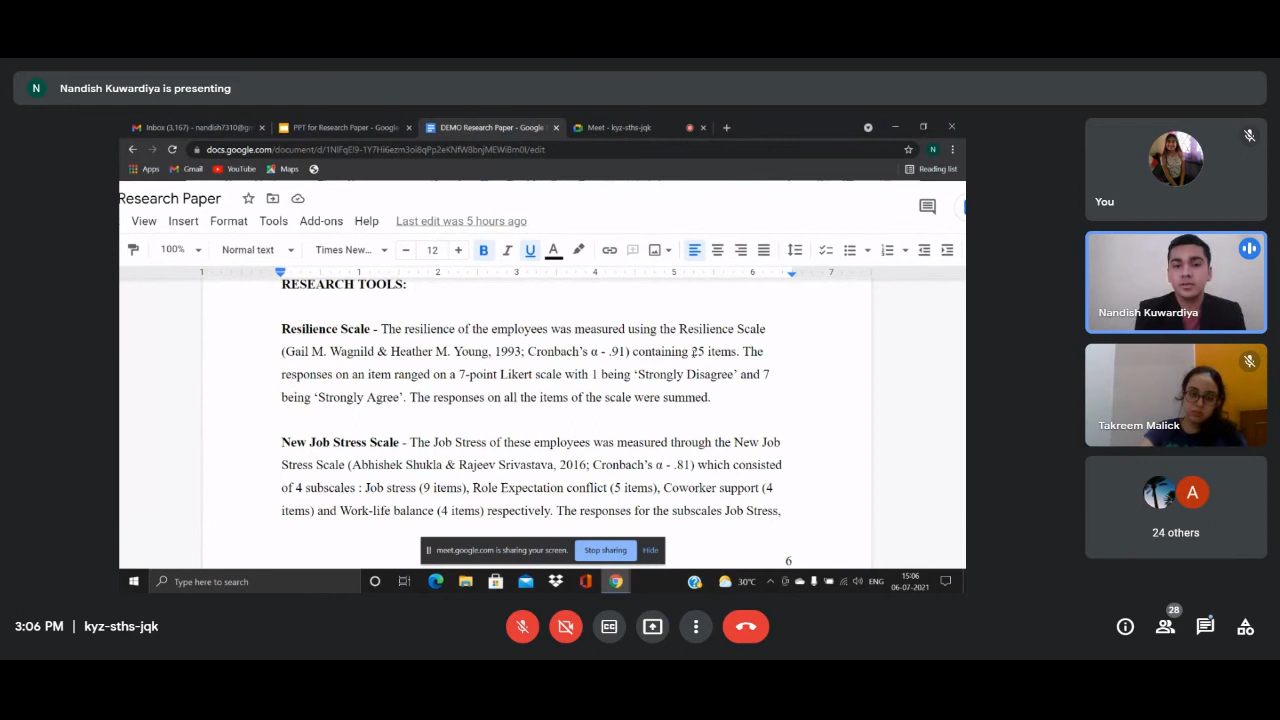 N Nandish Kuwardiya is presenting
Inbox (3,167) - nandish7310@g
PPT for Research Paper - Google
DEMO Research Paper - Google
Meet - kyz-sths-jqk
Apps Gmail YouTube Maps Reading list
Research Paper
View Insert Format Tools Add-ons Help Last edit was 5 hours ago
100% Normal text Times New... 12 B I U A
1 1 2 3 4 5 6 7
RESEARCH TOOLS:
Resilience Scale - The resilience of the employees was measured using the Resilience Scale
(Gail M. Wagnild & Heather M. Young, 1993; Cronbach's α - .91) containing 25 items. The
responses on an item ranged on a 7-point Likert scale with 1 being 'Strongly Disagree' and 7
being 'Strongly Agree'. The responses on all the items of the scale were summed.
New Job Stress Scale - The Job Stress of these employees was measured through the New Job
Stress Scale (Abhishek Shukla & Rajeev Srivastava, 2016; Cronbach's α - .81) which consisted
of 4 subscales : Job stress (9 items), Role Expectation conflict (5 items), Coworker support (4
items) and Work-life balance (4 items) respectively. The responses for the subscales Job Stress,
meet.google.com is sharing your screen. Stop sharing Hide
6
Type here to search
30°C ENG
15:06
06-07-2021
You
Nandish Kuwardiya
Takreem Malick
A
24 others
3:06 PM | kyz-sths-jqk
CC
28